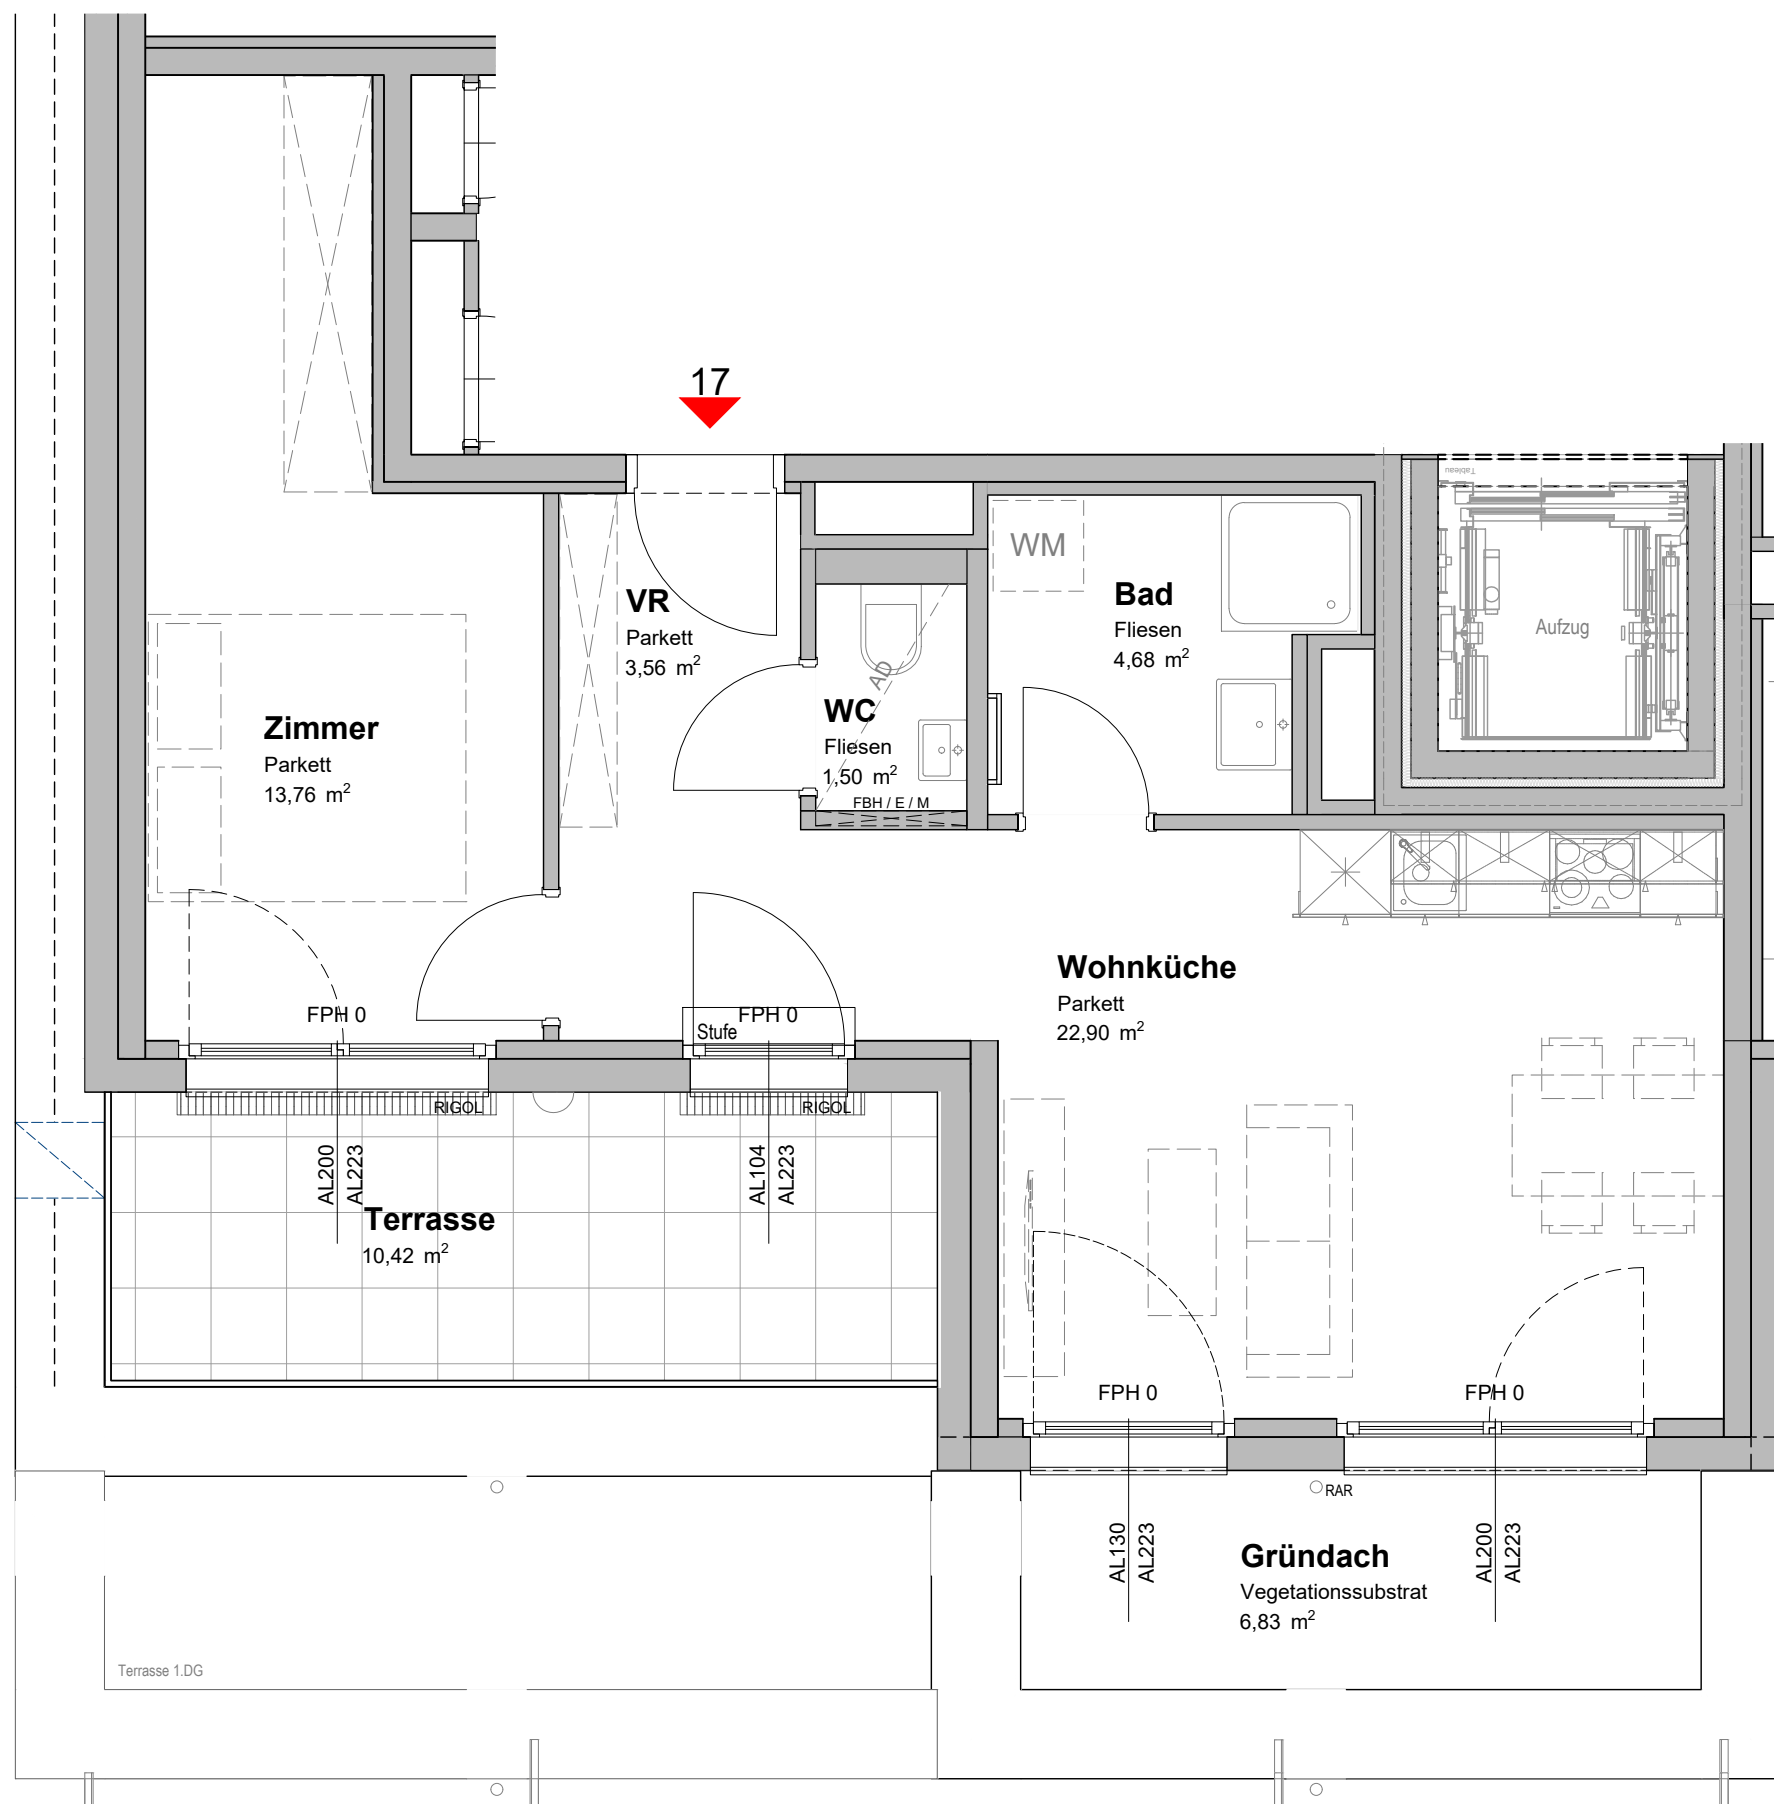 17
Tableau
WM
Bad
Fliesen
4,68 m²
VR
Parkett
3,56 m²
Aufzug
AD
WC
Fliesen
1,50 m²
FBH / E / M
Zimmer
Parkett
13,76 m²
Wohnküche
Parkett
22,90 m²
FPH 0
FPH 0
Stufe
RIGOL
RIGOL
AL200
AL223
AL104
AL223
Terrasse
10,42 m²
FPH 0
FPH 0
RAR
AL130
AL223
AL200
AL223
Gründach
Vegetationssubstrat
6,83 m²
Terrasse 1.DG